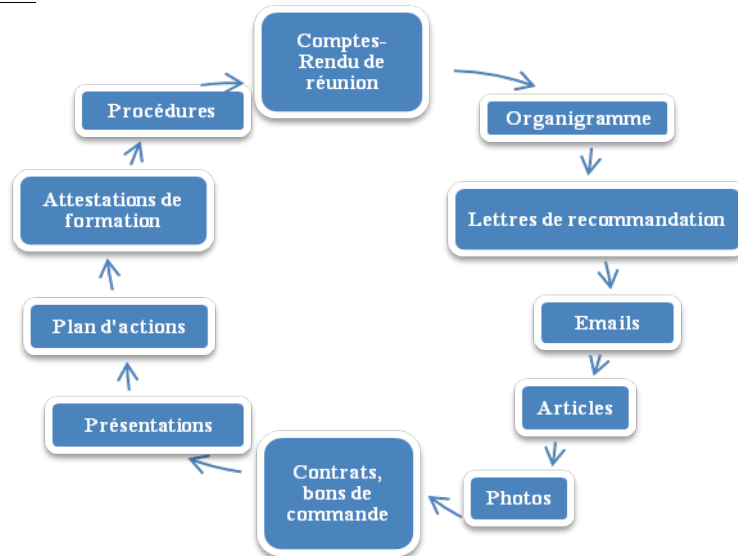 Comptes-
Rendu de
réunion
Organigramme
Lettres de recommandation
Emails
Articles
Photos
Contrats,
bons de
commande
Présentations
Plan d'actions
Attestations de
formation
Procédures